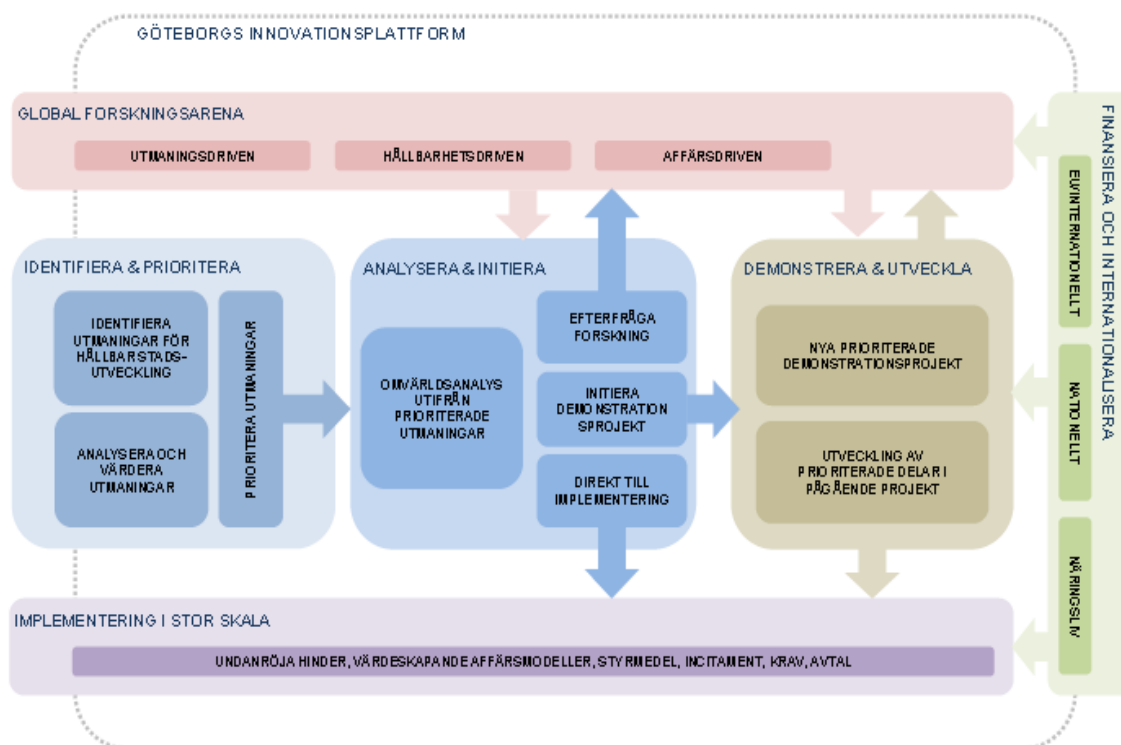 GÖTEBORGS INNOVATIONSPLATTFORM
GLOBAL FORSKNINGSARENA
UTMANINGSDRIVEN
HÅLLBARHETSDRIVEN
AFFÄRSDRIVEN
IDENTIFIERA & PRIORITERA
IDENTIFIERA
UTMANINGAR FÖR
HÅLLBAR STADS-
UTVECKLING
ANALYSERA OCH
VÄRDERA
UTMANINGAR
PRIORITERA UTMANINGAR
ANALYSERA & INITIERA
OMVÄRLDSANALYS
UTIFRÅN
PRIORITERADE
UTMANINGAR
EFTERFRÅGA
FORSKNING
INITIERA
DEMONSTRATION
SPROJEKT
DIREKT TILL
IMPLEMENTERING
DEMONSTRERA & UTVECKLA
NYA PRIORITERADE
DEMONSTRATIONSPROJEKT
UTVECKLING AV
PRIORITERADE DELAR I
PÅGÅENDE PROJEKT
FINANSIERA OCH INTERNATIONALISERA
EU/INTERNATIONELLT
NATIONELLT
NÄRINGSLIV
IMPLEMENTERING I STOR SKALA
UNDANRÖJA HINDER, VÄRDESKAPANDE AFFÄRSMODELLER, STYRMEDEL, INCITAMENT, KRAV, AVTAL